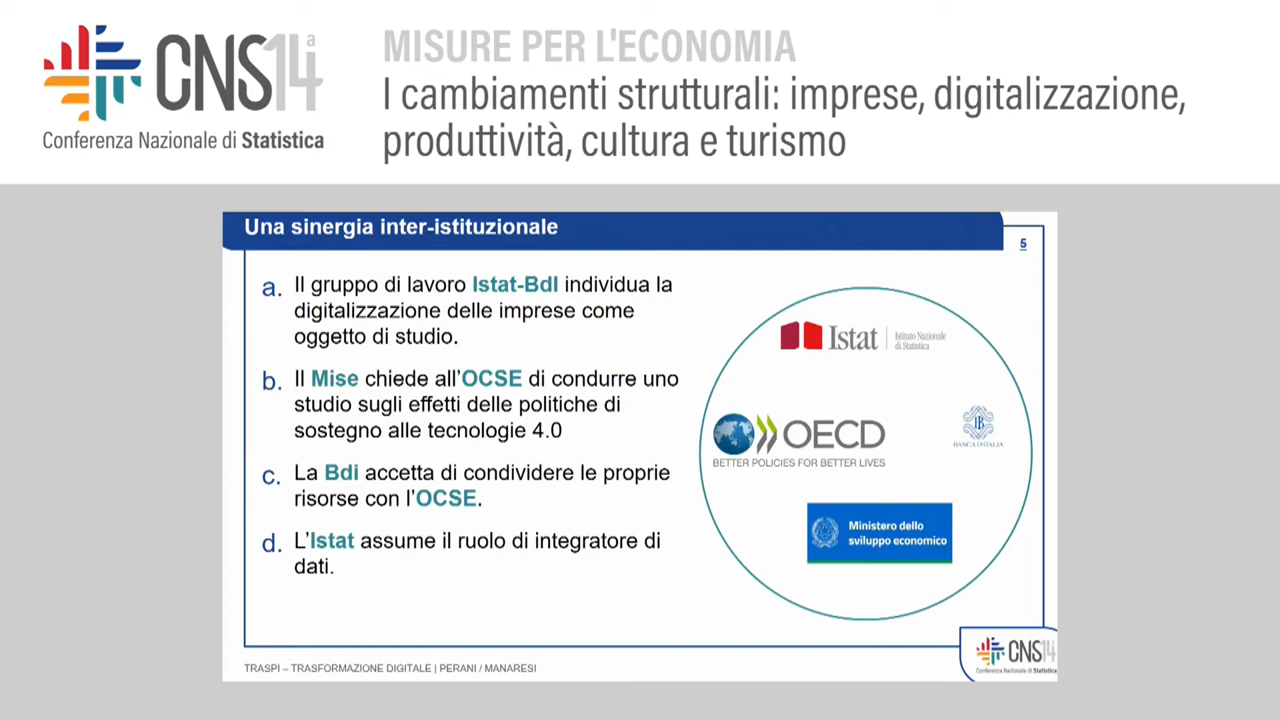 CNS14ª
Conferenza Nazionale di Statistica
MISURE PER L'ECONOMIA
I cambiamenti strutturali: imprese, digitalizzazione,
produttività, cultura e turismo
Una sinergia inter-istituzionale
5
a. Il gruppo di lavoro Istat-BdI individua la
digitalizzazione delle imprese come
oggetto di studio.
b. Il Mise chiede all'OCSE di condurre uno
studio sugli effetti delle politiche di
sostegno alle tecnologie 4.0
c. La Bdi accetta di condividere le proprie
risorse con l'OCSE.
d. L'Istat assume il ruolo di integratore di
dati.
Istat
Istituto Nazionale
di Statistica
OECD
BETTER POLICIES FOR BETTER LIVES
BANCA D'ITALIA
Ministero dello
sviluppo economico
TRASPI – TRASFORMAZIONE DIGITALE | PERANI / MANARESI
CNS14
Conferenza Nazionale di Statistica